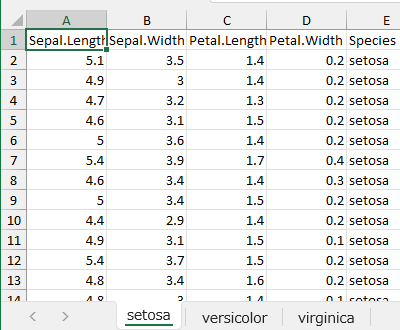 A B C D E
1 Sepal.Length Sepal.Width Petal.Length Petal.Width Species
2 5.1 3.5 1.4 0.2 setosa
3 4.9 3 1.4 0.2 setosa
4 4.7 3.2 1.3 0.2 setosa
5 4.6 3.1 1.5 0.2 setosa
6 5 3.6 1.4 0.2 setosa
7 5.4 3.9 1.7 0.4 setosa
8 4.6 3.4 1.4 0.3 setosa
9 5 3.4 1.5 0.2 setosa
10 4.4 2.9 1.4 0.2 setosa
11 4.9 3.1 1.5 0.1 setosa
12 5.4 3.7 1.5 0.2 setosa
13 4.8 3.4 1.6 0.2 setosa
4.8 3 1.4 0.1 setosa
setosa versicolor virginica